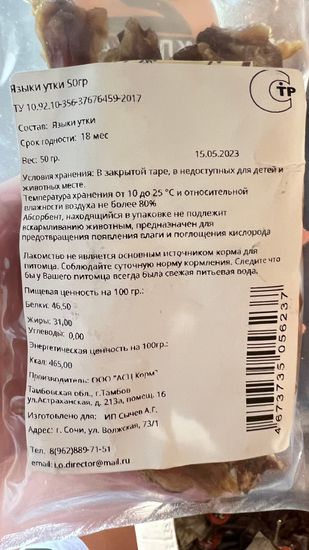 Языки утки 50гр
ТУ 10.92.10-356-37676459-2017
СТР
Состав: Языки утки
Срок годности: 18 мес
Вес: 50 гр.
15.05.2023
Условия хранения: В закрытой таре, в недоступных для детей и
животных месте.
Температура хранения от 10 до 25 °С и относительной
влажности воздуха не более 80%
Абсорбент, находящийся в упаковке не подлежит
вскариванию животным, предназначен для
предотвращения появления влаги и поглощения кислорода
Лакомство не является основным источником корма для
питомца. Соблюдайте суточную норму кормления. Следите что
бы у Вашего питомца всегда была свежая питьевая вода.
Пищевая ценность на 100 гр.:
Белки: 46,50
Жиры: 31,00
Углеводы: 0,00
Энергетическая ценность на 100гр.:
Ккал: 465,00
Производитель: ООО "АСЦ Корм"
Тамбовская обл., г.Тамбов
ул.Астраханская, д. 213а, помещ. 16
Изготовлено для: ИП Сычев А.Г.
Адрес: г. Сочи, ул. Волжская, 73/1
Тел. 8(962)889-71-51
email: i.o.director@mail.ru
4673735056237